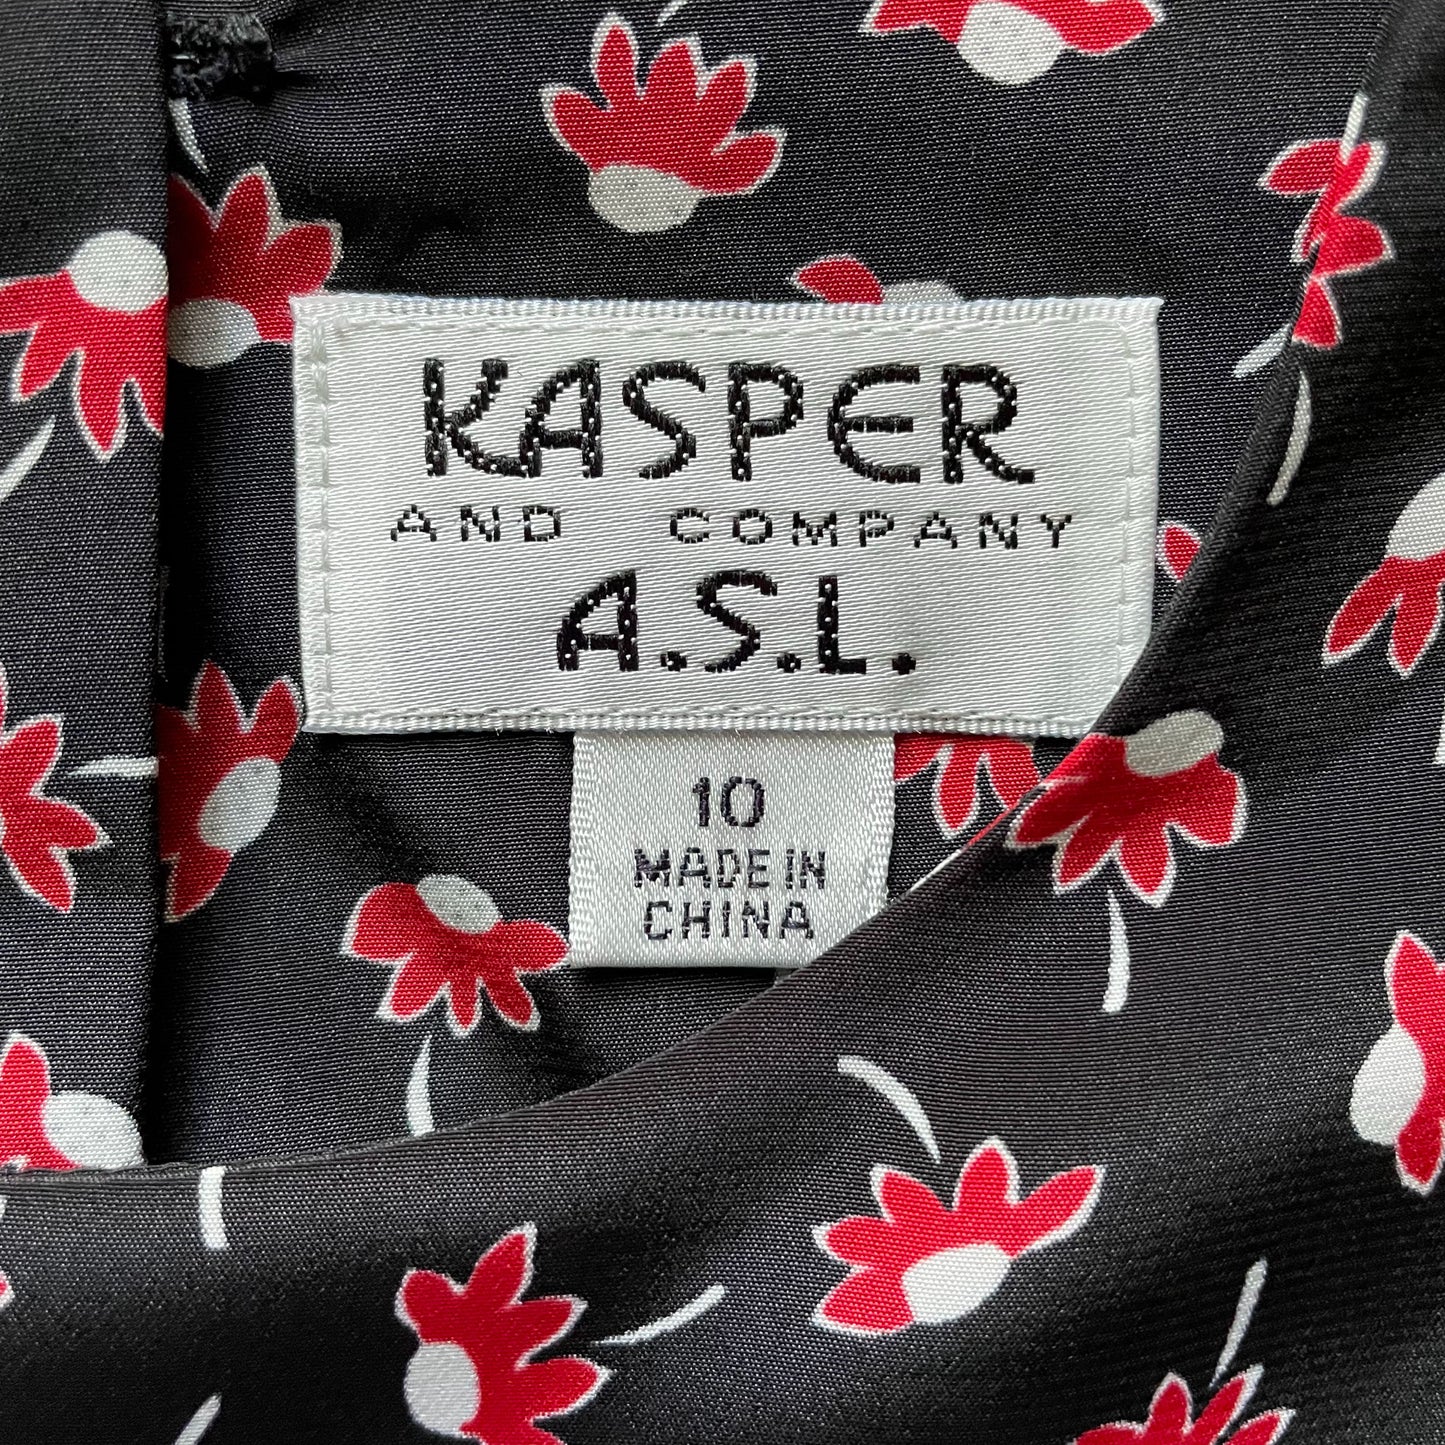 KASPER
AND COMPANY
A.S.L.
10
MADE IN
CHINA